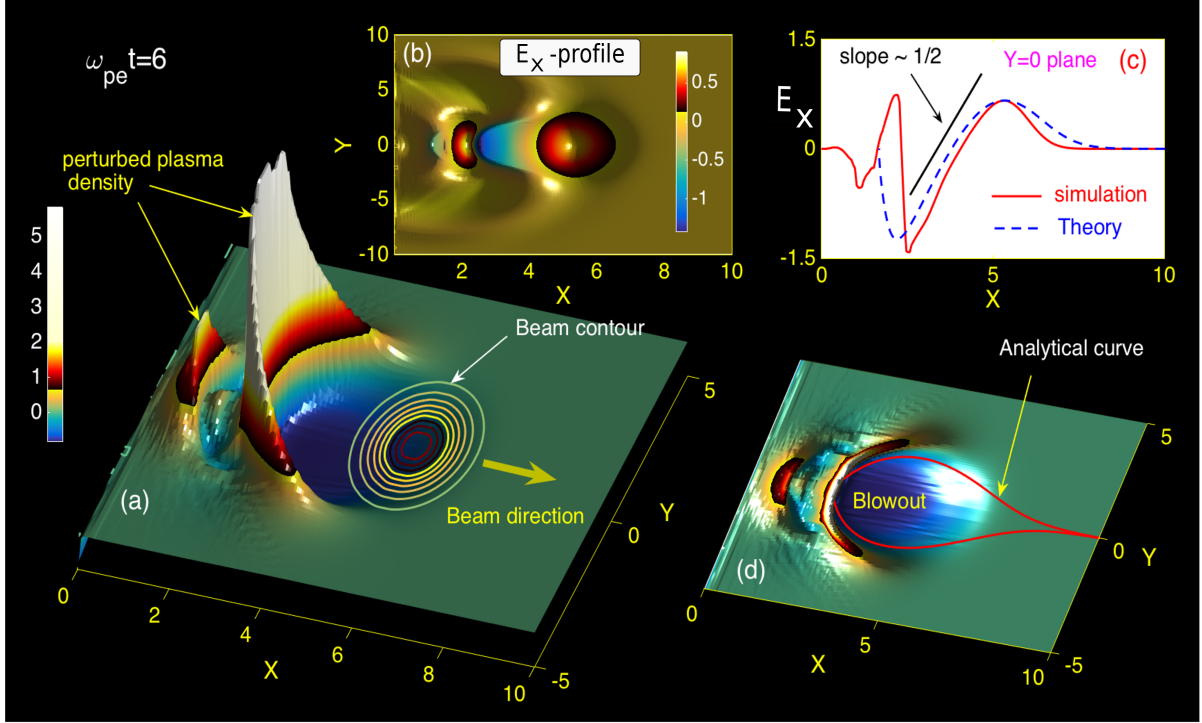 ωpet=6
perturbed plasma
density
5
4
3
2
1
0
(a)
Beam contour
Beam direction
0
2
4
6
8
10
X
-5
0
5
Y
(b)
Ex -profile
10
5
0
-5
-10
Y
2
4
6
8
10
X
0.5
0
-0.5
-1
1.5
0
-1.5
Ex
slope ~ 1/2
Y=0 plane
(c)
simulation
Theory
0
5
10
X
Analytical curve
Blowout
(d)
0
5
10
X
5
0
Y
-5